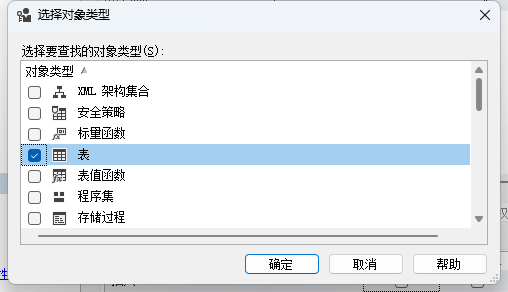 选择对象类型
选择要查找的对象类型(S):
对象类型
XML 架构集合
安全策略
标量函数
表
表值函数
程序集
存储过程
确定
取消
帮助